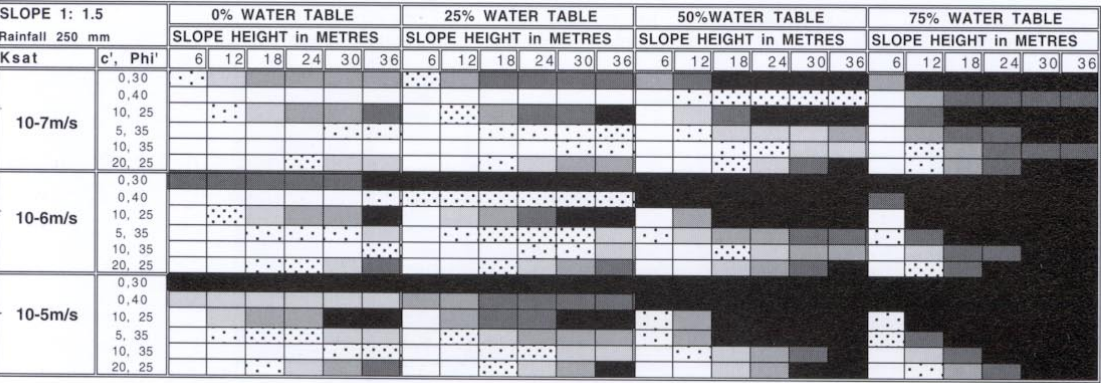 SLOPE 1: 1.5 0% WATER TABLE 25% WATER TABLE 50%WATER TABLE 75% WATER TABLE
Rainfall 250 mm SLOPE HEIGHT in METRES SLOPE HEIGHT in METRES SLOPE HEIGHT in METRES SLOPE HEIGHT in METRES
Ksat c', Phi' 6 12 18 24 30 36 6 12 18 24 30 36 6 12 18 24 30 36 6 12 18 24 30 36
0,30
0,40
10-7m/s 10, 25
5, 35
10, 35
20, 25
0,30
0,40
10-6m/s 10, 25
5, 35
10, 35
20, 25
0,30
0,40
10-5m/s 10, 25
5, 35
10, 35
20, 25